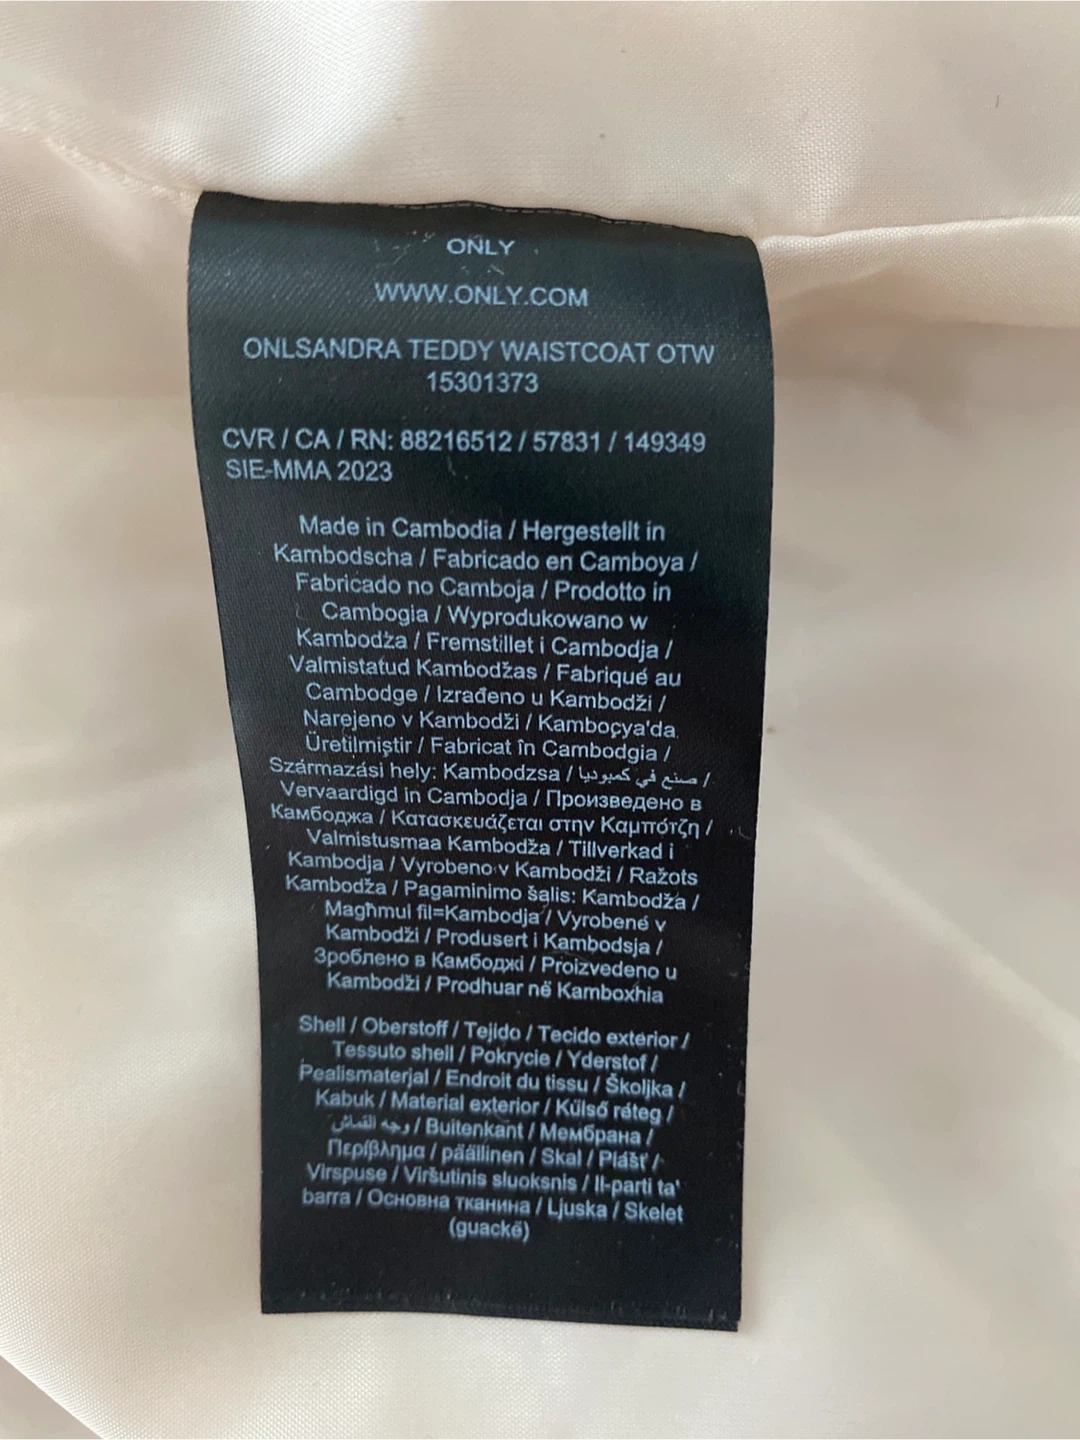 ONLY
WWW.ONLY.COM
ONLSANDRA TEDDY WAISTCOAT OTW
15301373
CVR / CA / RN: 88216512 / 57831 / 149349
SIE-MMA 2023
Made in Cambodia / Hergestellt in
Kambodscha / Fabricado en Camboya /
Fabricado no Camboja / Prodotto in
Cambogia / Wyprodukowano w
Kambodża / Fremstillet i Cambodja /
Valmistatud Kambodžas / Fabriqué au
Cambodge / Izrađeno u Kambodži /
Narejeno v Kambodži / Kamboçya'da
Üretilmiştir / Fabricat în Cambodgia /
Származási hely: Kambodzsa / صنع في كمبوديا /
Vervaardigd in Cambodja / Произведено в
Камбоджа / Κατασκευάζεται στην Καμπότζη /
Valmistusmaa Kambodža / Tillverkad i
Kambodja / Vyrobeno v Kambodži / Ražots
Kambodža / Pagaminimo šalis: Kambodža /
Magħmul fil=Kambodja / Vyrobené v
Kambodži / Produsert i Kambodsja /
Зроблено в Камбоджі / Proizvedeno u
Kambodži / Prodhuar në Kamboxhia
Shell / Oberstoff / Tejido / Tecido exterior /
Tessuto shell / Pokrycie / Yderstof /
Pealismaterjal / Endroit du tissu / Školjka /
Kabuk / Material exterior / Külső réteg /
وجه القماش / Buitenkant / Мембрана /
Περίβλημα / päällinen / Skal / Plášť /
Virspuse / Viršutinis sluoksnis / Il-parti ta'
barra / Основна тканина / Ljuska / Skelet
(guackë)